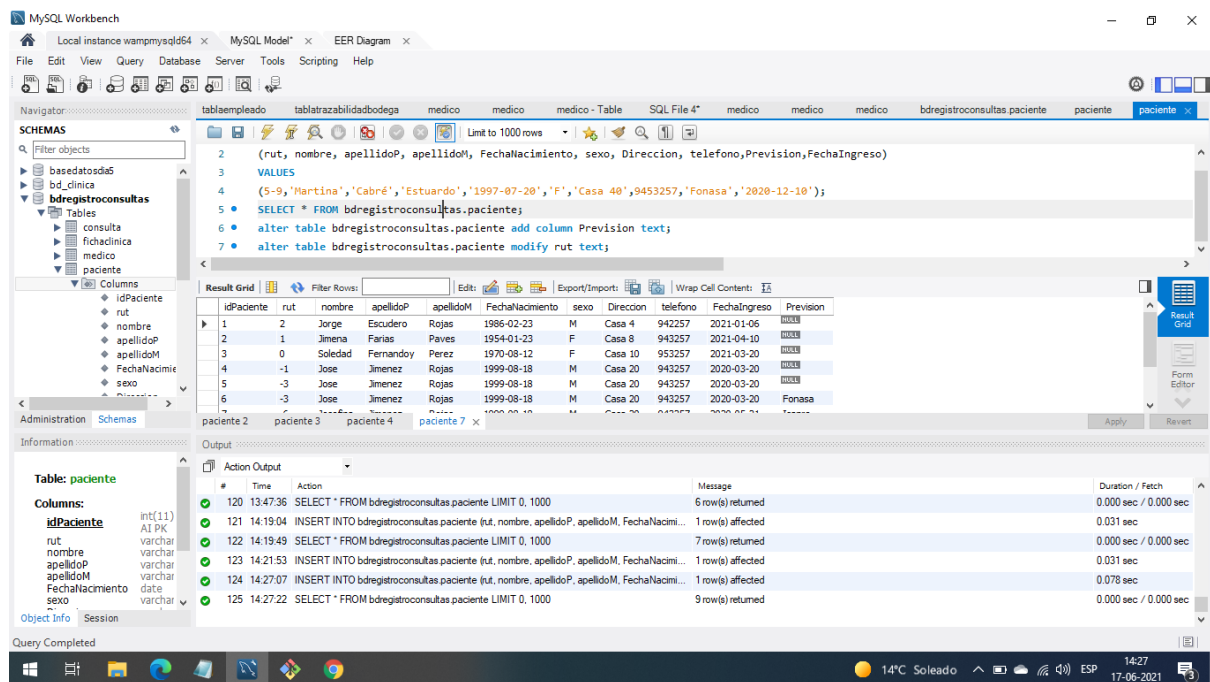 MySQL Workbench
Local instance wampmysqld64 × MySQL Model* × EER Diagram ×
File Edit View Query Database Server Tools Scripting Help
Navigator
tablaempleado tablatrazabilidadbodega medico medico medico - Table SQL File 4* medico medico medico bdregistroconsultas.paciente paciente paciente ×
SCHEMAS
Filter objects
basedatosdia5
bd_clinica
bdregistroconsultas
Tables
consulta
fichaclinica
medico
paciente
Columns
idPaciente
rut
nombre
apellidoP
apellidoM
FechaNacimie
sexo
Administration Schemas
Limit to 1000 rows
2 (rut, nombre, apellidoP, apellidoM, FechaNacimiento, sexo, Direccion, telefono,Prevision,FechaIngreso)
3 VALUES
4 (5-9,'Martina','Cabré','Estuardo','1997-07-20','F','Casa 40',9453257,'Fonasa','2020-12-10');
5 SELECT * FROM bdregistroconsultas.paciente;
6 alter table bdregistroconsultas.paciente add column Prevision text;
7 alter table bdregistroconsultas.paciente modify rut text;
Result Grid Filter Rows: Edit: Export/Import: Wrap Cell Content:
idPaciente rut nombre apellidoP apellidoM FechaNacimiento sexo Direccion telefono FechaIngreso Prevision
1 2 Jorge Escudero Rojas 1986-02-23 M Casa 4 942257 2021-01-06 NULL
2 1 Jimena Farias Paves 1954-01-23 F Casa 8 943257 2021-04-10 NULL
3 0 Soledad Fernandoy Perez 1970-08-12 F Casa 10 953257 2021-03-20 NULL
4 -1 Jose Jimenez Rojas 1999-08-18 M Casa 20 943257 2020-03-20 NULL
5 -3 Jose Jimenez Rojas 1999-08-18 M Casa 20 943257 2020-03-20 NULL
6 -3 Jose Jimenez Rojas 1999-08-18 M Casa 20 943257 2020-03-20 Fonasa
Result Grid
Form Editor
paciente 2 paciente 3 paciente 4 paciente 7 × Apply Revert
Information
Table: paciente
Columns:
idPaciente int(11) AI PK
rut varchar
nombre varchar
apellidoP varchar
apellidoM varchar
FechaNacimiento date
sexo varchar
Object Info Session
Output
Action Output
# Time Action Message Duration / Fetch
120 13:47:36 SELECT * FROM bdregistroconsultas.paciente LIMIT 0, 1000 6 row(s) returned 0.000 sec / 0.000 sec
121 14:19:04 INSERT INTO bdregistroconsultas.paciente (rut, nombre, apellidoP, apellidoM, FechaNacimi... 1 row(s) affected 0.031 sec
122 14:19:49 SELECT * FROM bdregistroconsultas.paciente LIMIT 0, 1000 7 row(s) returned 0.000 sec / 0.000 sec
123 14:21:53 INSERT INTO bdregistroconsultas.paciente (rut, nombre, apellidoP, apellidoM, FechaNacimi... 1 row(s) affected 0.031 sec
124 14:27:07 INSERT INTO bdregistroconsultas.paciente (rut, nombre, apellidoP, apellidoM, FechaNacimi... 1 row(s) affected 0.078 sec
125 14:27:22 SELECT * FROM bdregistroconsultas.paciente LIMIT 0, 1000 9 row(s) returned 0.000 sec / 0.000 sec
Query Completed
14°C Soleado ESP 14:27
17-06-2021
3